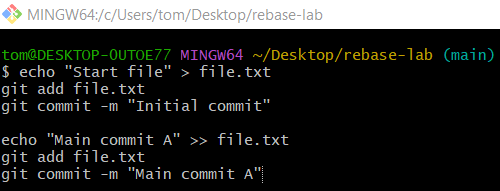 MINGW64:/c/Users/tom/Desktop/rebase-lab
tom@DESKTOP-OUTOE77 MINGW64 ~/Desktop/rebase-lab (main)
$ echo "Start file" > file.txt
git add file.txt
git commit -m "Initial commit"
echo "Main commit A" >> file.txt
git add file.txt
git commit -m "Main commit A"